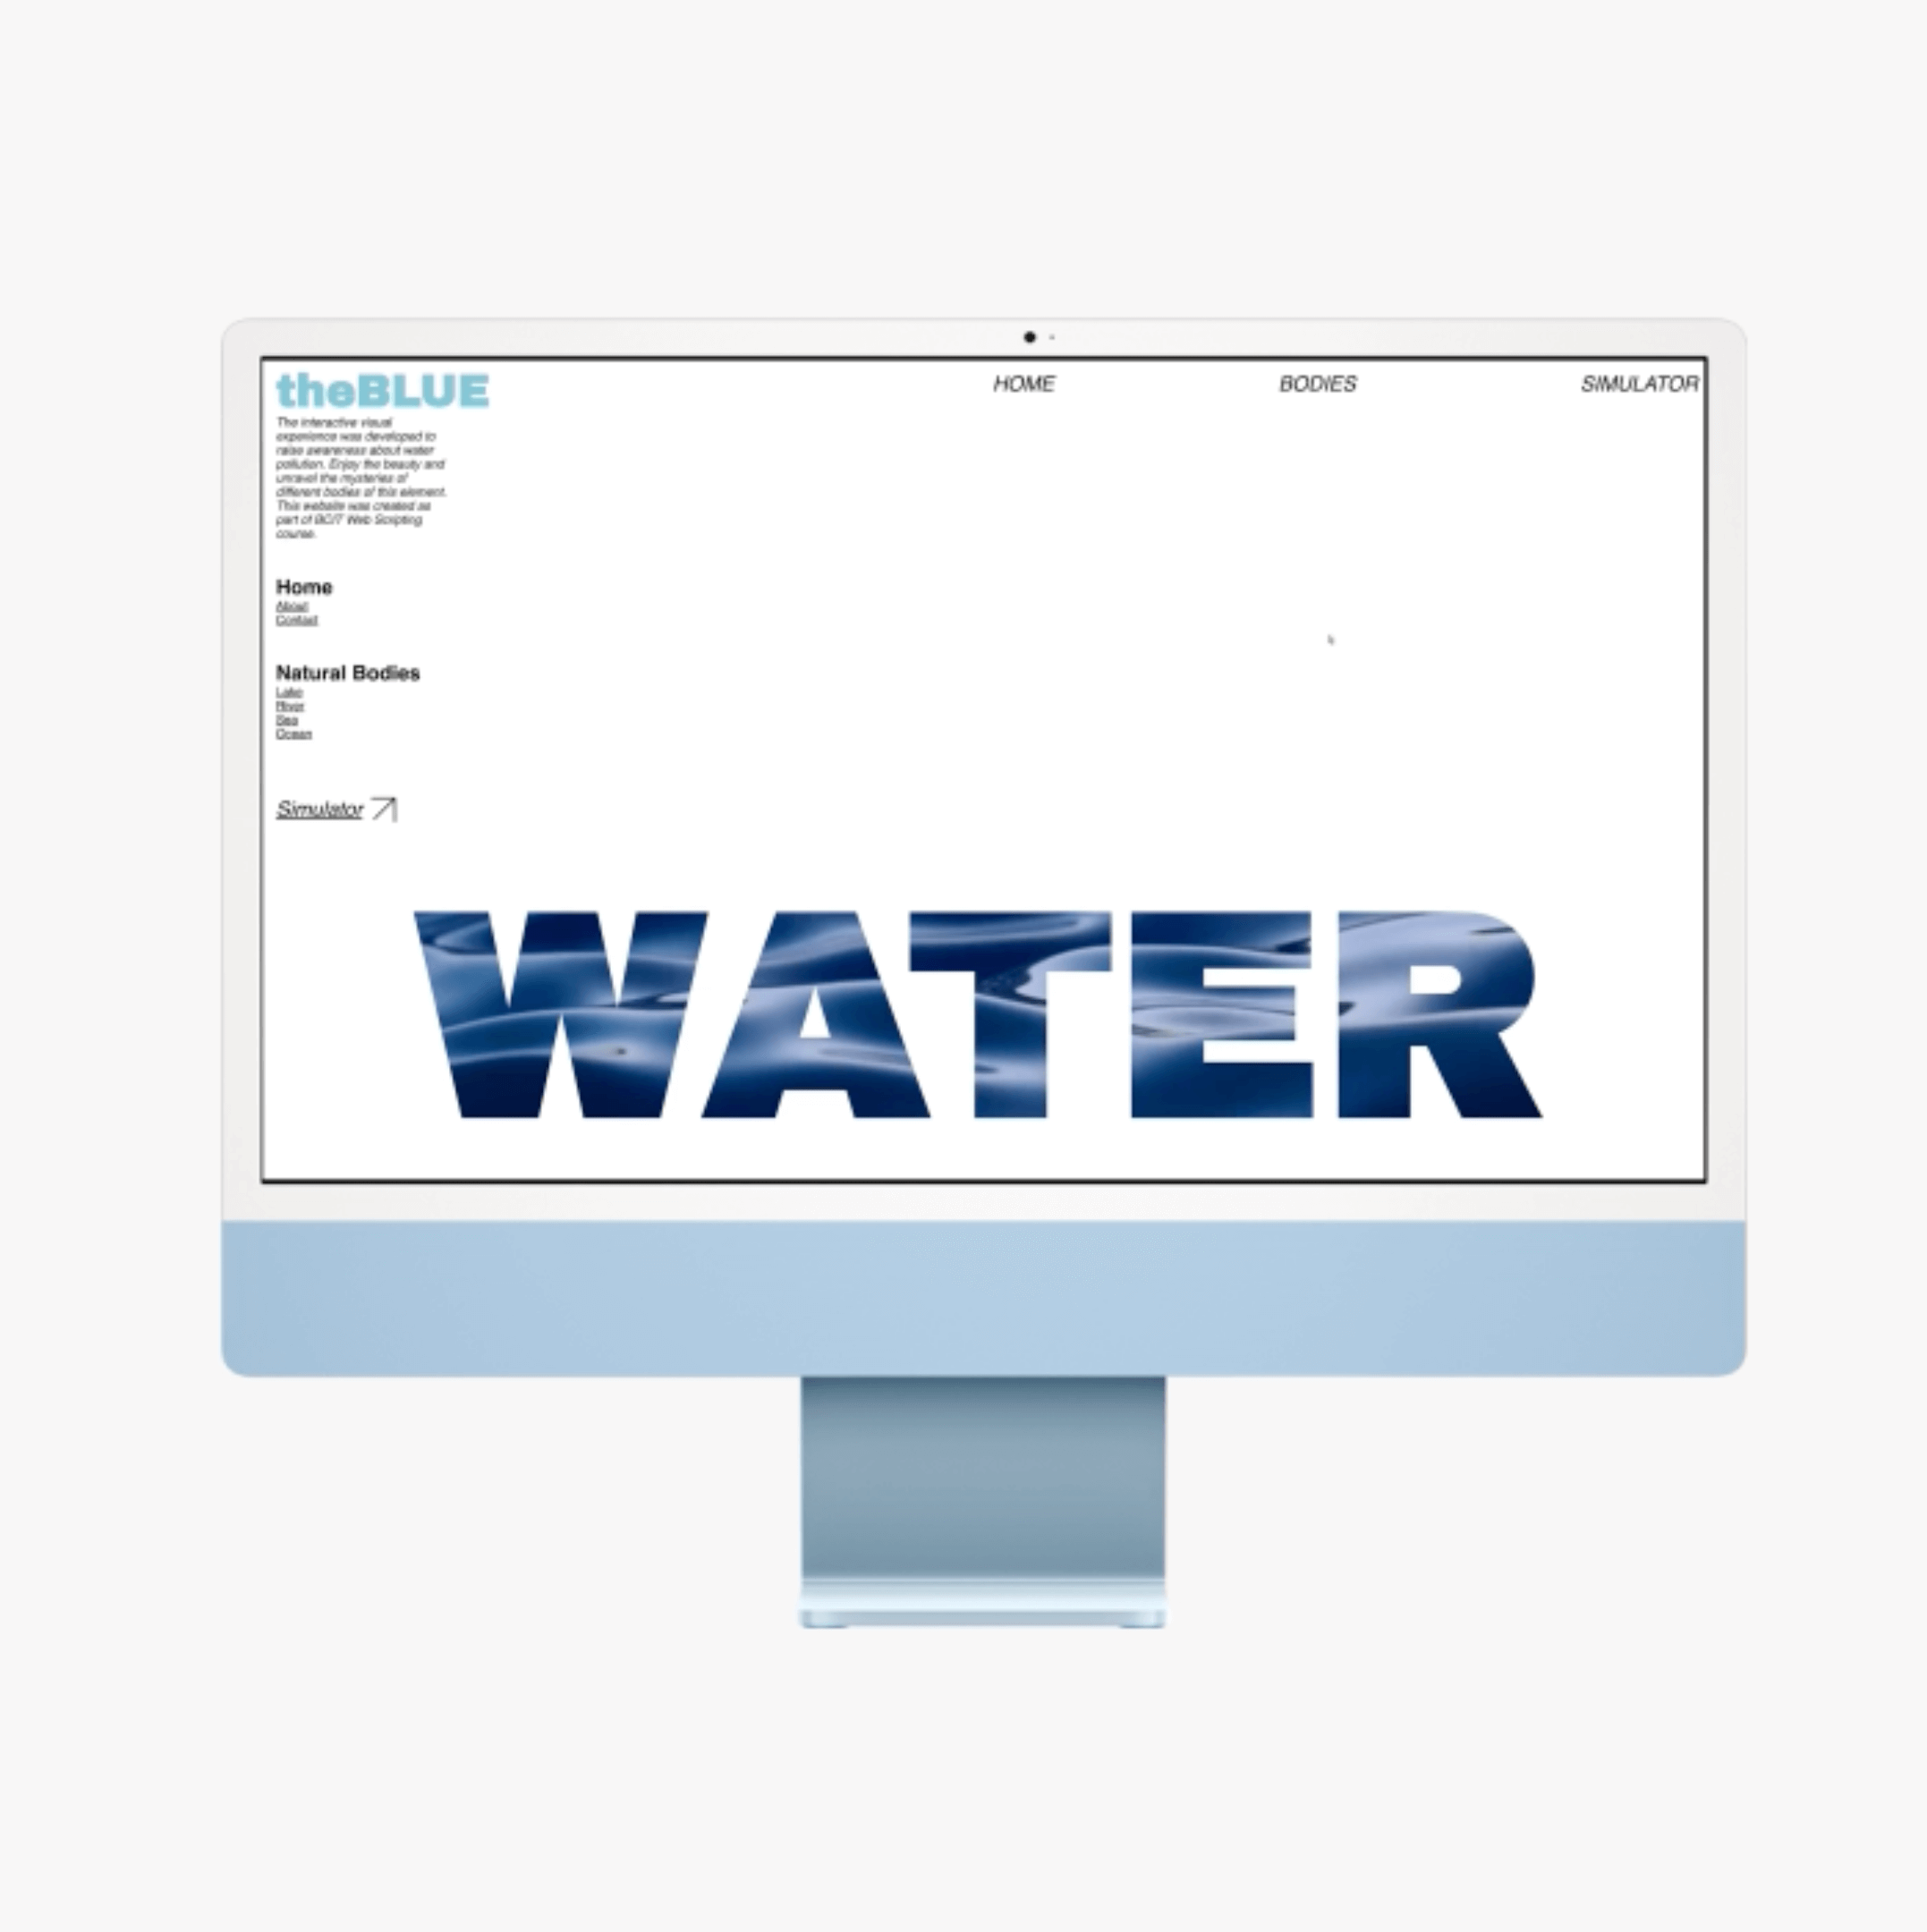 theBLUE
HOME
BODIES
SIMULATOR
The interactive visual
experience was developed to
raise awareness about water
pollution. Enjoy the beauty and
unravel the mysteries of
different bodies of this element.
This website was created as
part of BCIT Web Scripting
course.
Home
About
Contact
Natural Bodies
Lake
River
Sea
Ocean
Simulator
WATER